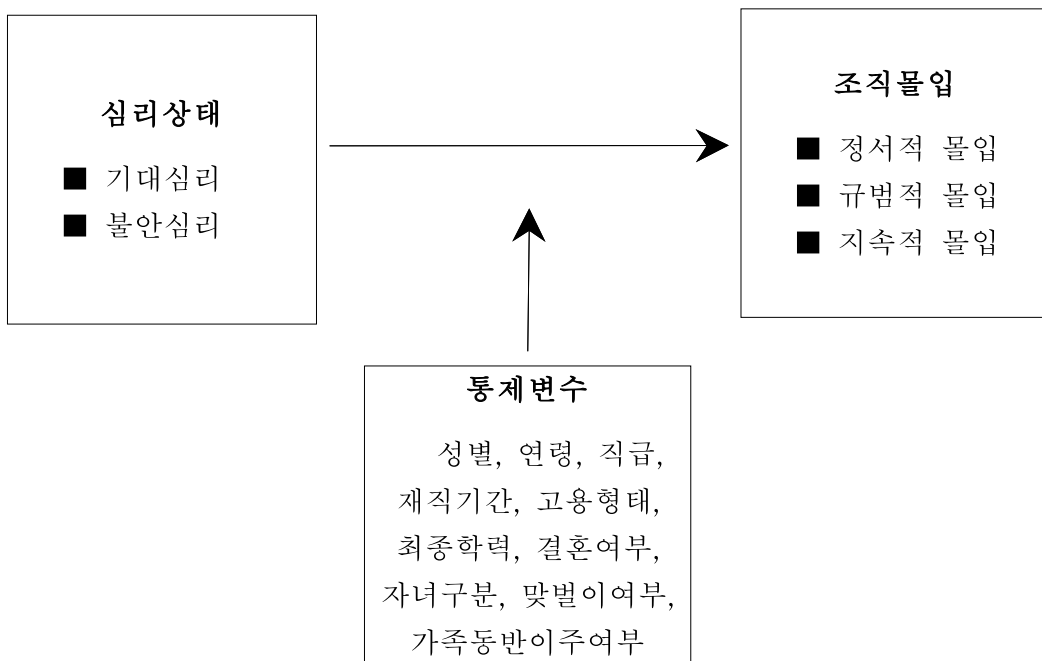 심리상태
■ 기대심리
■ 불안심리
조직몰입
■ 정서적 몰입
■ 규범적 몰입
■ 지속적 몰입
통제변수
성별, 연령, 직급,
재직기간, 고용형태,
최종학력, 결혼여부,
자녀구분, 맞벌이여부,
가족동반이주여부